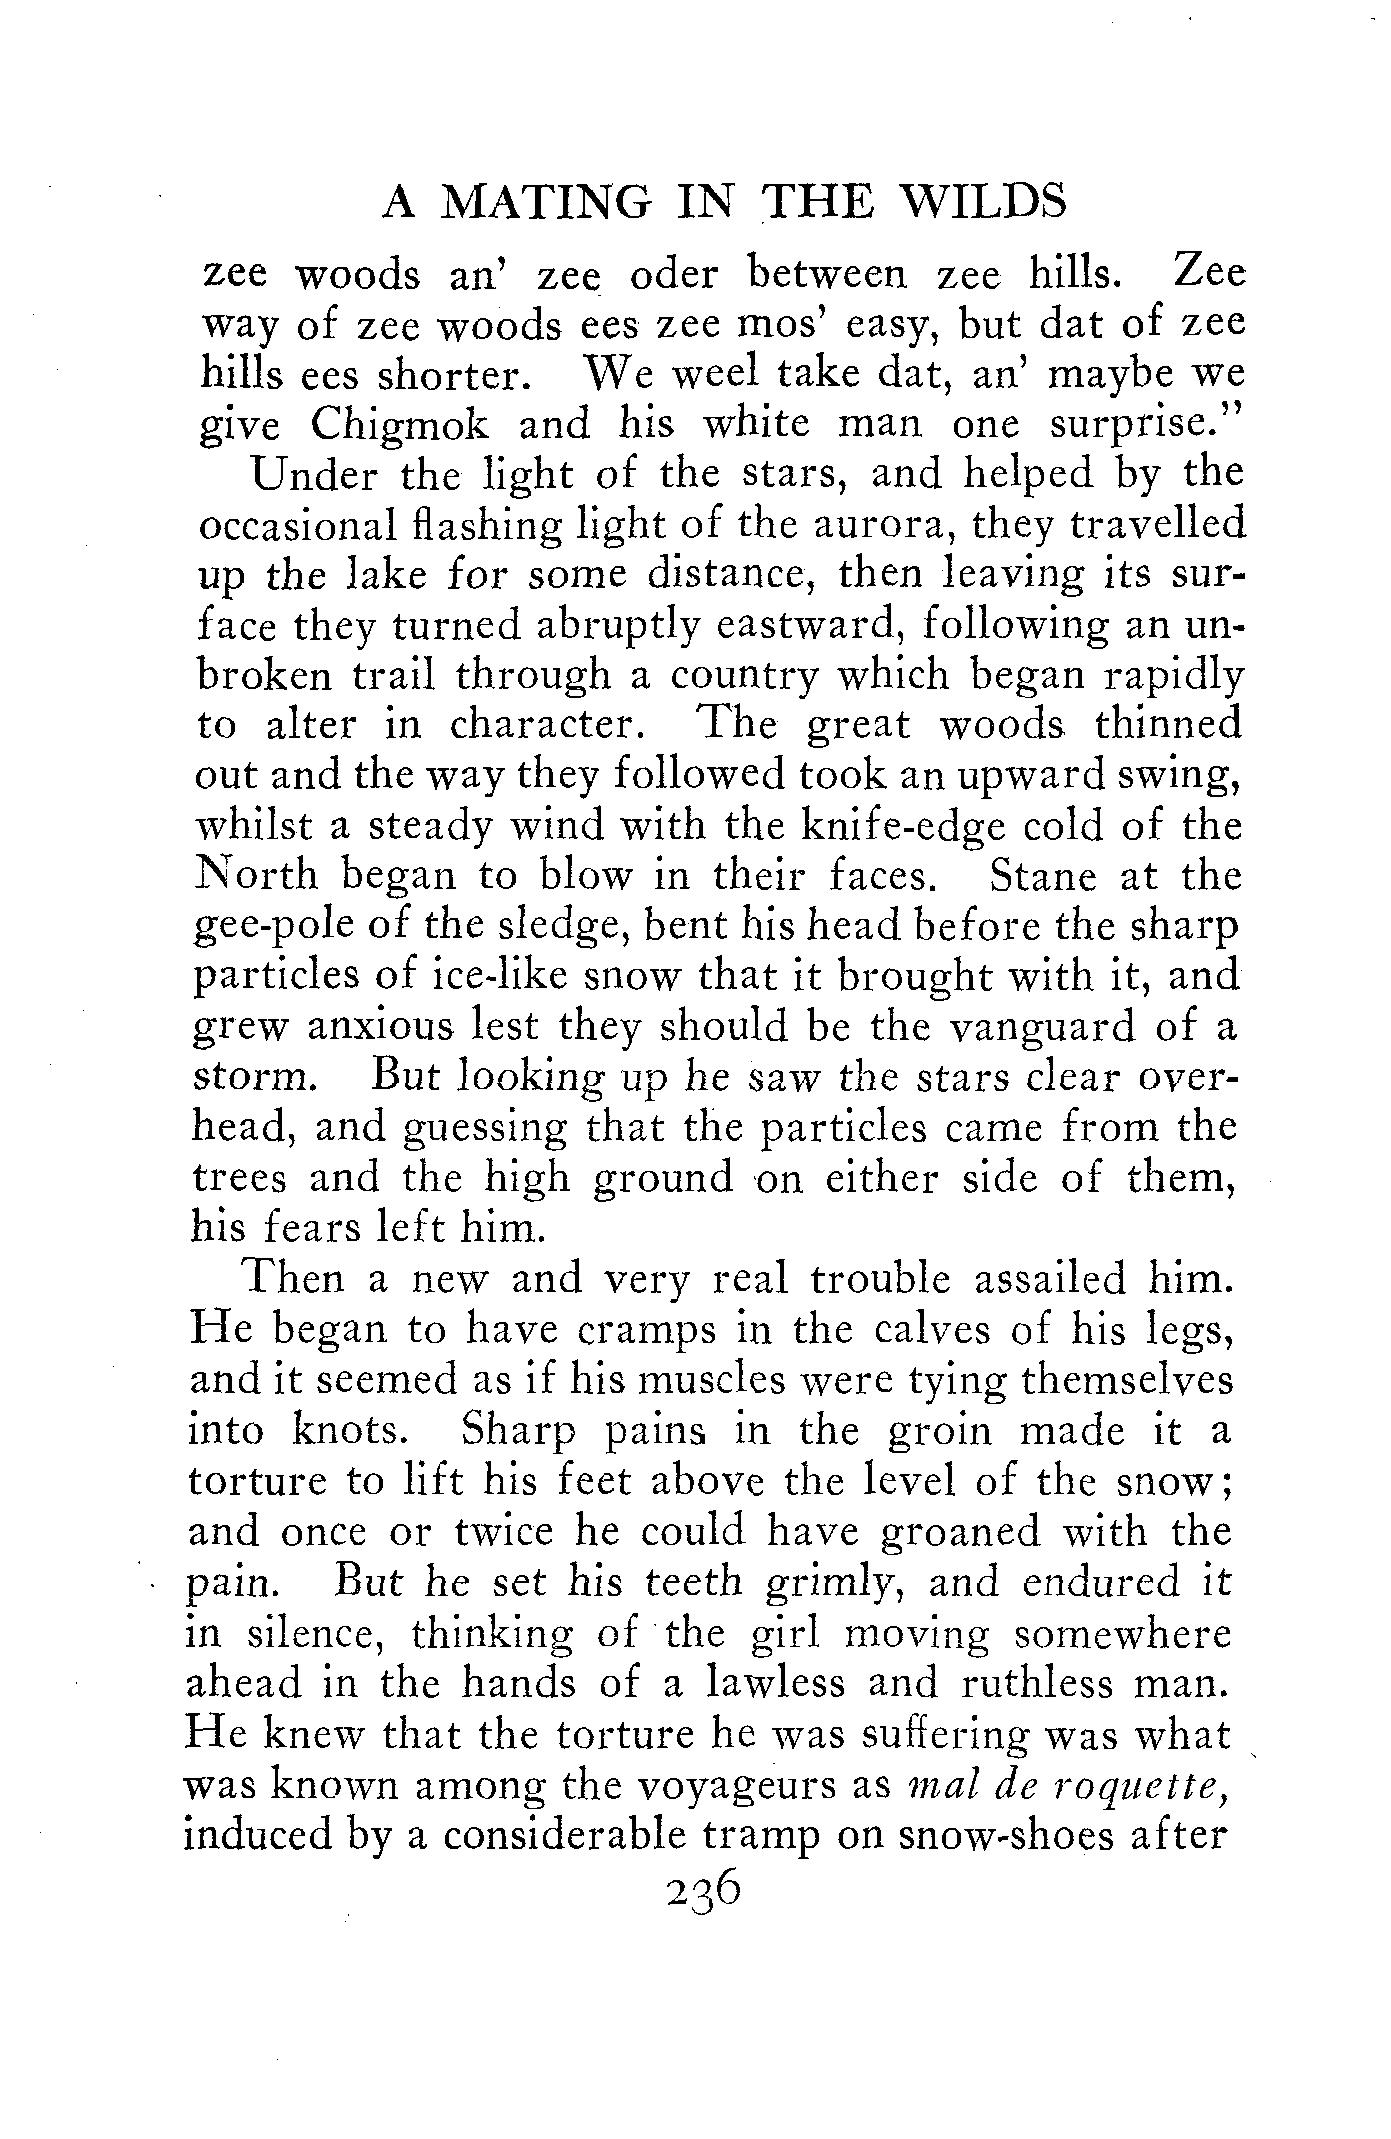 A MATING IN THE WILDS
zee woods an' zee oder between zee hills. Zee
way of zee woods ees zee mos' easy, but dat of zee
hills ees shorter. We weel take dat, an' maybe we
give Chigmok and his white man one surprise."
Under the light of the stars, and helped by the
occasional flashing light of the aurora, they travelled
up the lake for some distance, then leaving its sur-
face they turned abruptly eastward, following an un-
broken trail through a country which began rapidly
to alter in character. The great woods thinned
out and the way they followed took an upward swing,
whilst a steady wind with the knife-edge cold of the
North began to blow in their faces. Stane at the
gee-pole of the sledge, bent his head before the sharp
particles of ice-like snow that it brought with it, and
grew anxious lest they should be the vanguard of a
storm. But looking up he saw the stars clear over-
head, and guessing that the particles came from the
trees and the high ground on either side of them,
his fears left him.
Then a new and very real trouble assailed him.
He began to have cramps in the calves of his legs,
and it seemed as if his muscles were tying themselves
into knots. Sharp pains in the groin made it a
torture to lift his feet above the level of the snow;
and once or twice he could have groaned with the
pain. But he set his teeth grimly, and endured it
in silence, thinking of the girl moving somewhere
ahead in the hands of a lawless and ruthless man.
He knew that the torture he was suffering was what
was known among the voyageurs as mal de roquette,
induced by a considerable tramp on snow-shoes after
236